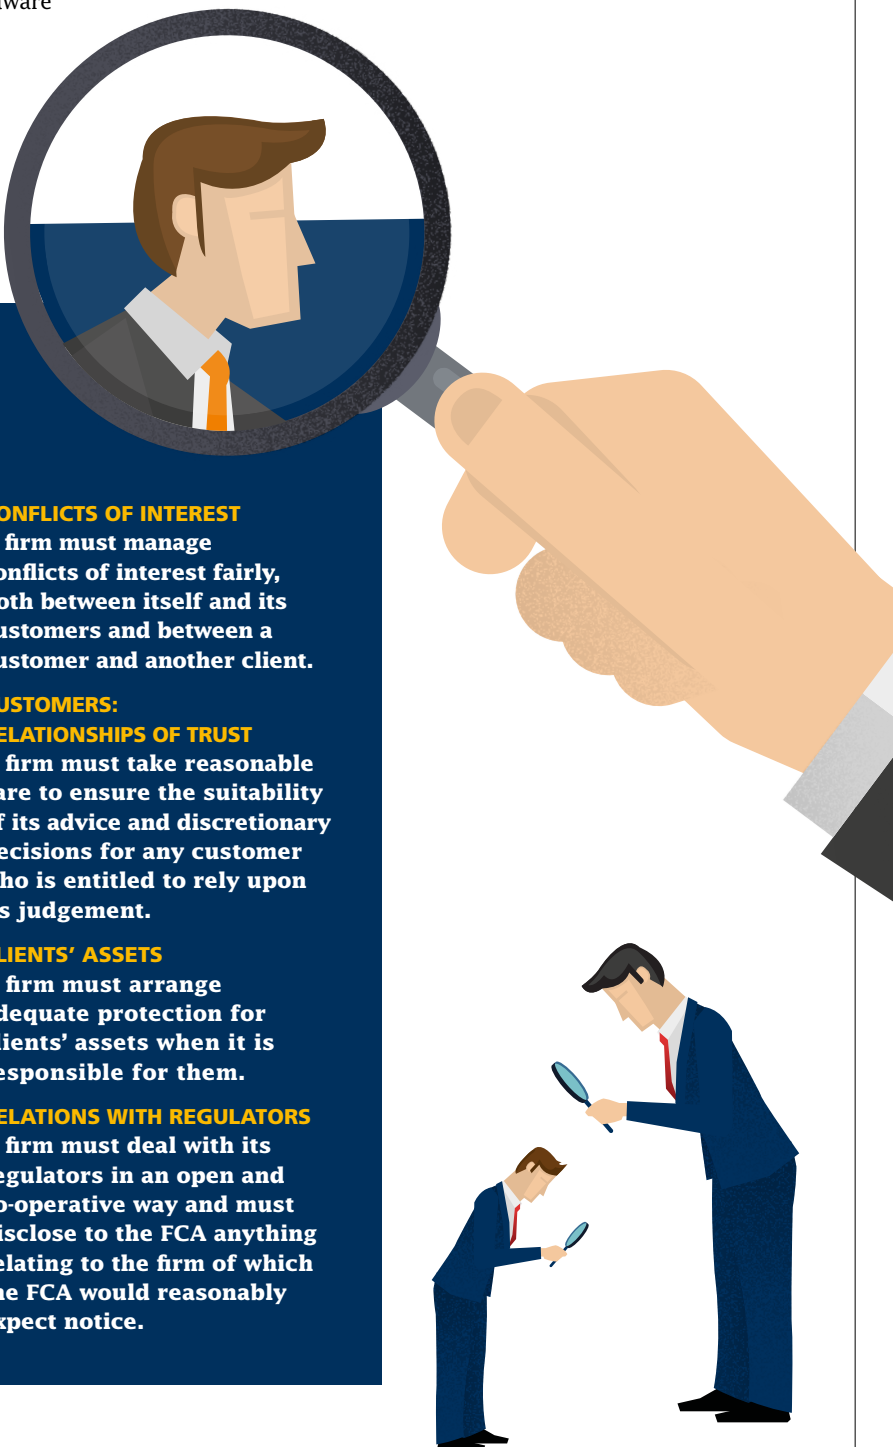 ware
ONFLICTS OF INTEREST
firm must manage
onflicts of interest fairly,
oth between itself and its
ustomers and between a
ustomer and another client.
USTOMERS:
ELATIONSHIPS OF TRUST
firm must take reasonable
are to ensure the suitability
f its advice and discretionary
ecisions for any customer
ho is entitled to rely upon
s judgement.
LIENTS’ ASSETS
firm must arrange
dequate protection for
lients’ assets when it is
esponsible for them.
ELATIONS WITH REGULATORS
firm must deal with its
egulators in an open and
o-operative way and must
isclose to the FCA anything
elating to the firm of which
he FCA would reasonably
xpect notice.